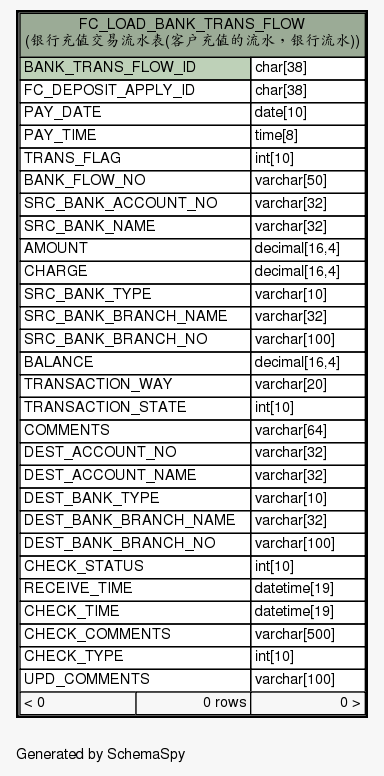 FC_LOAD_BANK_TRANS_FLOW
(银行充值交易流水表(客户充值的流水，银行流水))
BANK_TRANS_FLOW_ID char[38]
FC_DEPOSIT_APPLY_ID char[38]
PAY_DATE date[10]
PAY_TIME time[8]
TRANS_FLAG int[10]
BANK_FLOW_NO varchar[50]
SRC_BANK_ACCOUNT_NO varchar[32]
SRC_BANK_NAME varchar[32]
AMOUNT decimal[16,4]
CHARGE decimal[16,4]
SRC_BANK_TYPE varchar[10]
SRC_BANK_BRANCH_NAME varchar[32]
SRC_BANK_BRANCH_NO varchar[100]
BALANCE decimal[16,4]
TRANSACTION_WAY varchar[20]
TRANSACTION_STATE int[10]
COMMENTS varchar[64]
DEST_ACCOUNT_NO varchar[32]
DEST_ACCOUNT_NAME varchar[32]
DEST_BANK_TYPE varchar[10]
DEST_BANK_BRANCH_NAME varchar[32]
DEST_BANK_BRANCH_NO varchar[100]
CHECK_STATUS int[10]
RECEIVE_TIME datetime[19]
CHECK_TIME datetime[19]
CHECK_COMMENTS varchar[500]
CHECK_TYPE int[10]
UPD_COMMENTS varchar[100]
< 0 0 rows 0 >
Generated by SchemaSpy